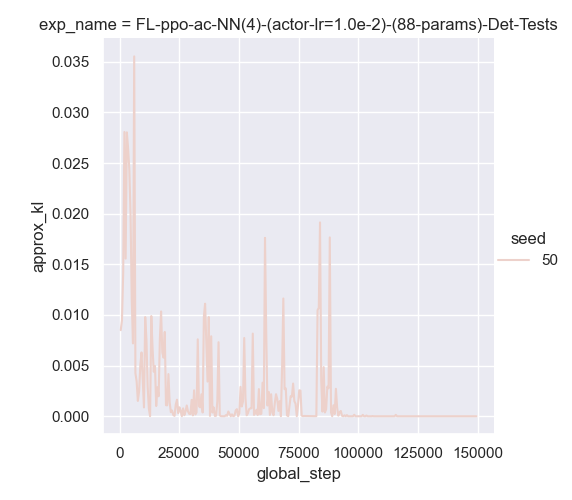 exp_name = FL-ppo-ac-NN(4)-(actor-lr=1.0e-2)-(88-params)-Det-Tests
0.035
0.030
0.025
0.020
0.015
0.010
0.005
0.000
approx_kl
seed
50
0 25000 50000 75000 100000 125000 150000
global_step